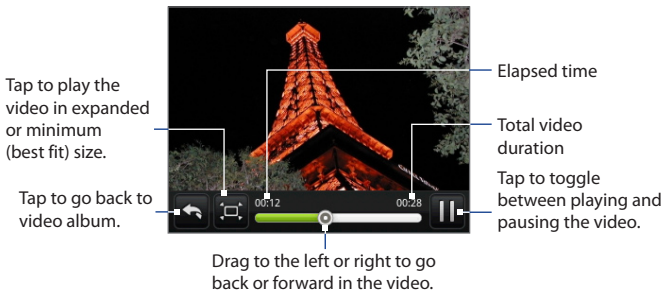 Tap to play the
video in expanded
or minimum
(best fit) size.
Tap to go back to
video album.
Elapsed time
Total video
duration
Tap to toggle
between playing and
pausing the video.
00:12
00:28
Drag to the left or right to go
back or forward in the video.